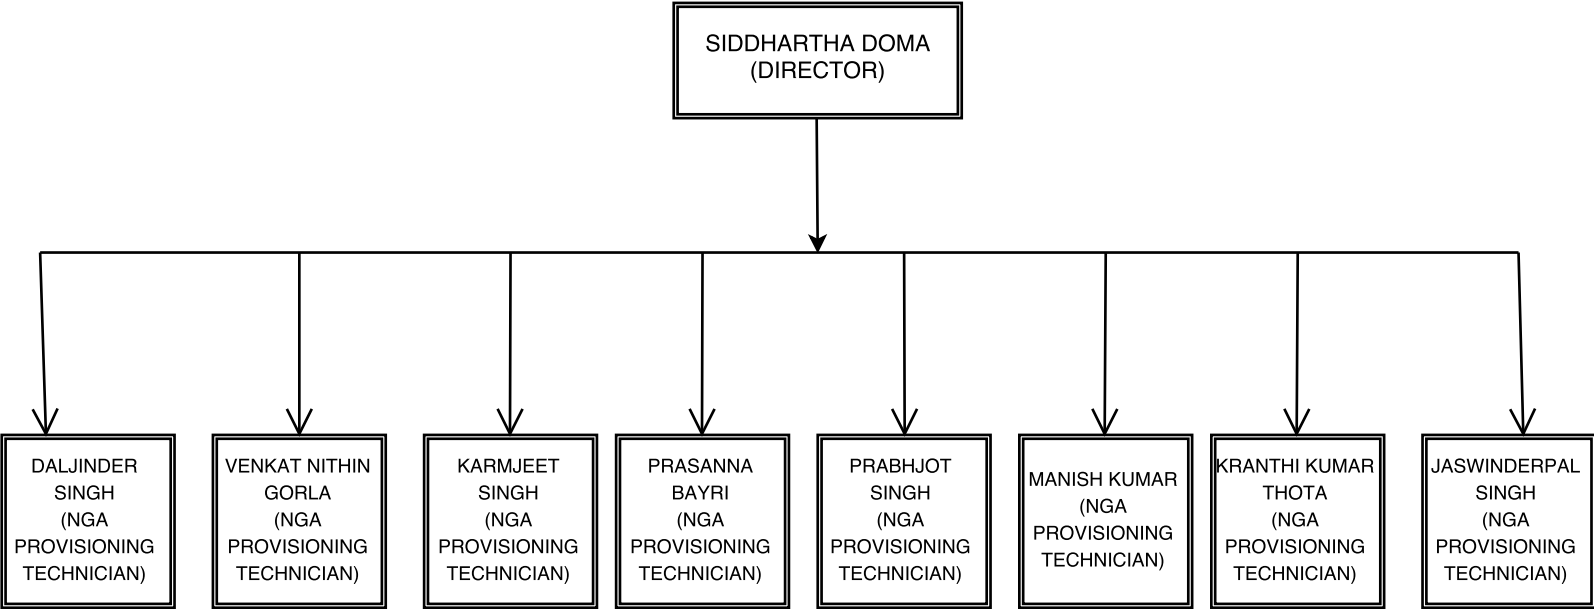 SIDDHARTHA DOMA
(DIRECTOR)
DALJINDER
SINGH
(NGA
PROVISIONING
TECHNICIAN)
VENKAT NITHIN
GORLA
(NGA
PROVISIONING
TECHNICIAN)
KARMJEET
SINGH
(NGA
PROVISIONING
TECHNICIAN)
PRASANNA
BAYRI
(NGA
PROVISIONING
TECHNICIAN)
PRABHJOT
SINGH
(NGA
PROVISIONING
TECHNICIAN)
MANISH KUMAR
(NGA
PROVISIONING
TECHNICIAN)
KRANTHI KUMAR
THOTA
(NGA
PROVISIONING
TECHNICIAN)
JASWINDERPAL
SINGH
(NGA
PROVISIONING
TECHNICIAN)